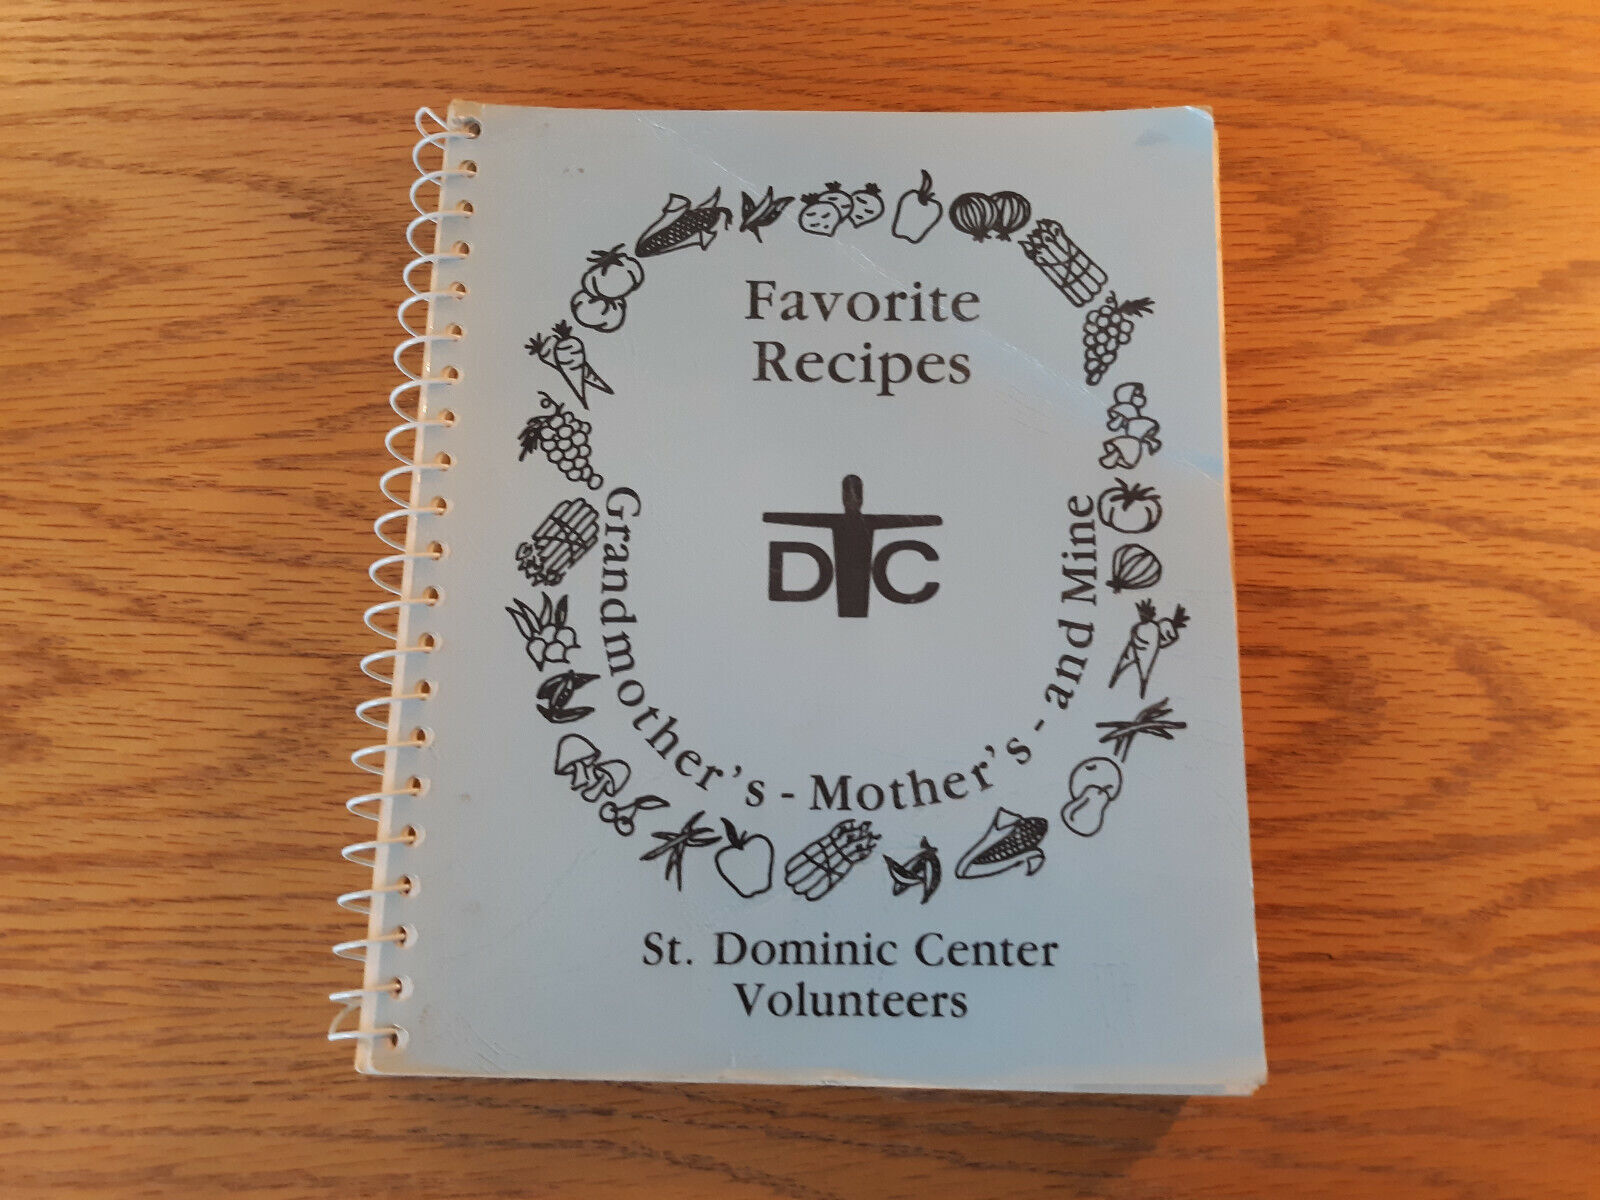 Favorite
Recipes
DTC
Grandmother's - Mother's - and Mine
St. Dominic Center
Volunteers